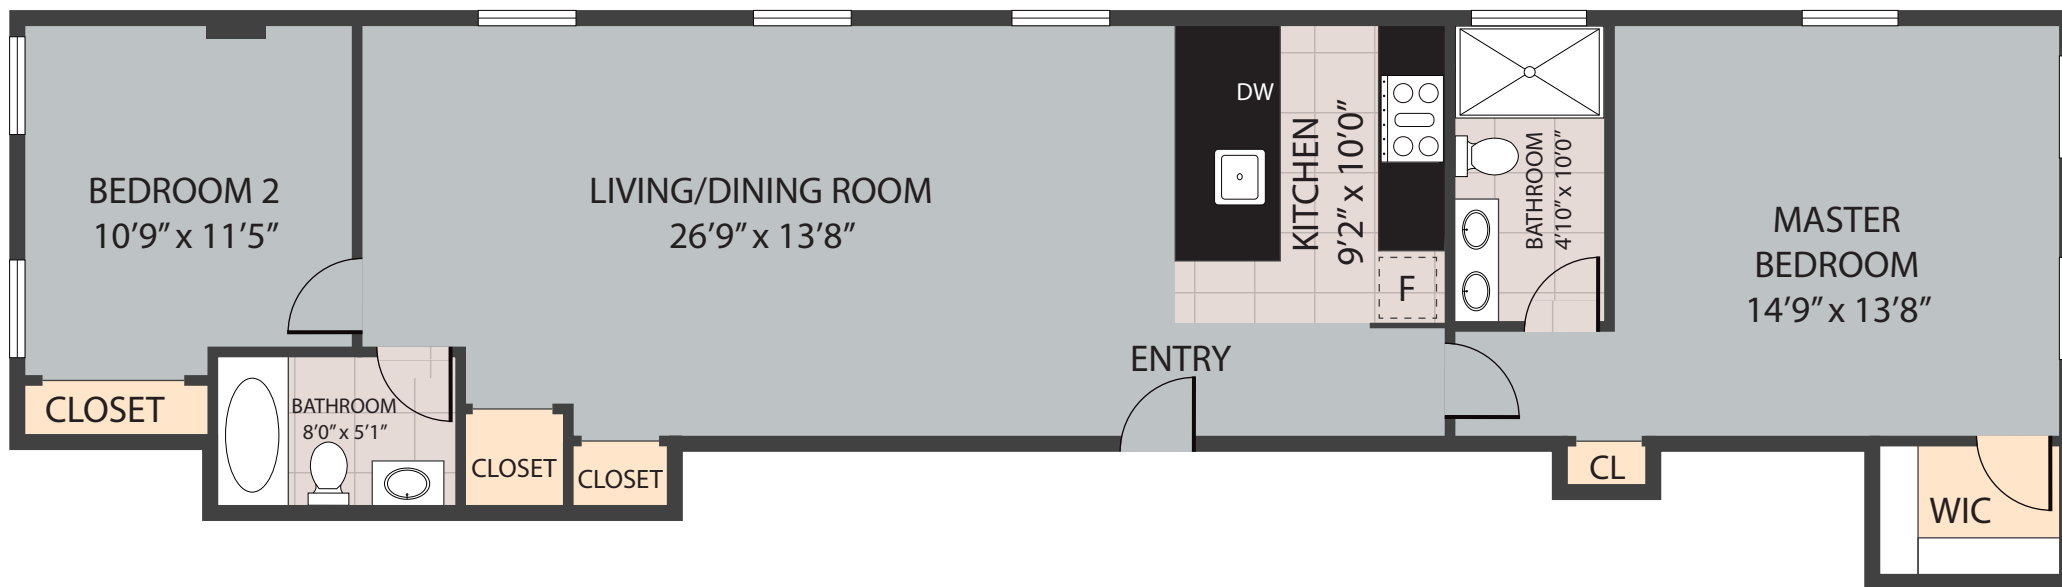 BEDROOM 2
10’9” x 11’5”
CLOSET
BATHROOM
8’0” x 5’1”
CLOSET
CLOSET
LIVING/DINING ROOM
26’9” x 13’8”
ENTRY
DW
KITCHEN
9’2” x 10’0”
F
BATHROOM
4’10” x 10’0”
MASTER
BEDROOM
14’9” x 13’8”
CL
WIC